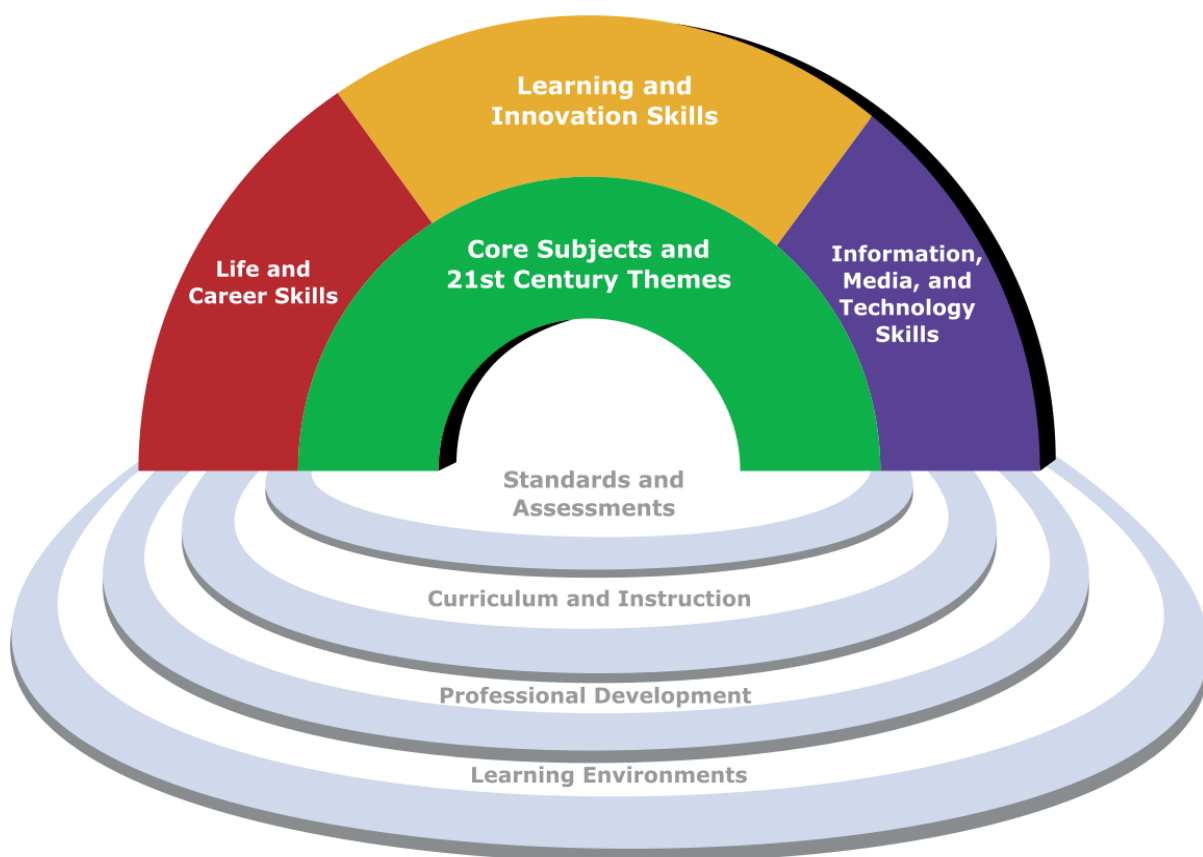 Learning and
Innovation Skills
Life and
Career Skills
Core Subjects and
21st Century Themes
Information,
Media, and
Technology
Skills
Standards and
Assessments
Curriculum and Instruction
Professional Development
Learning Environments